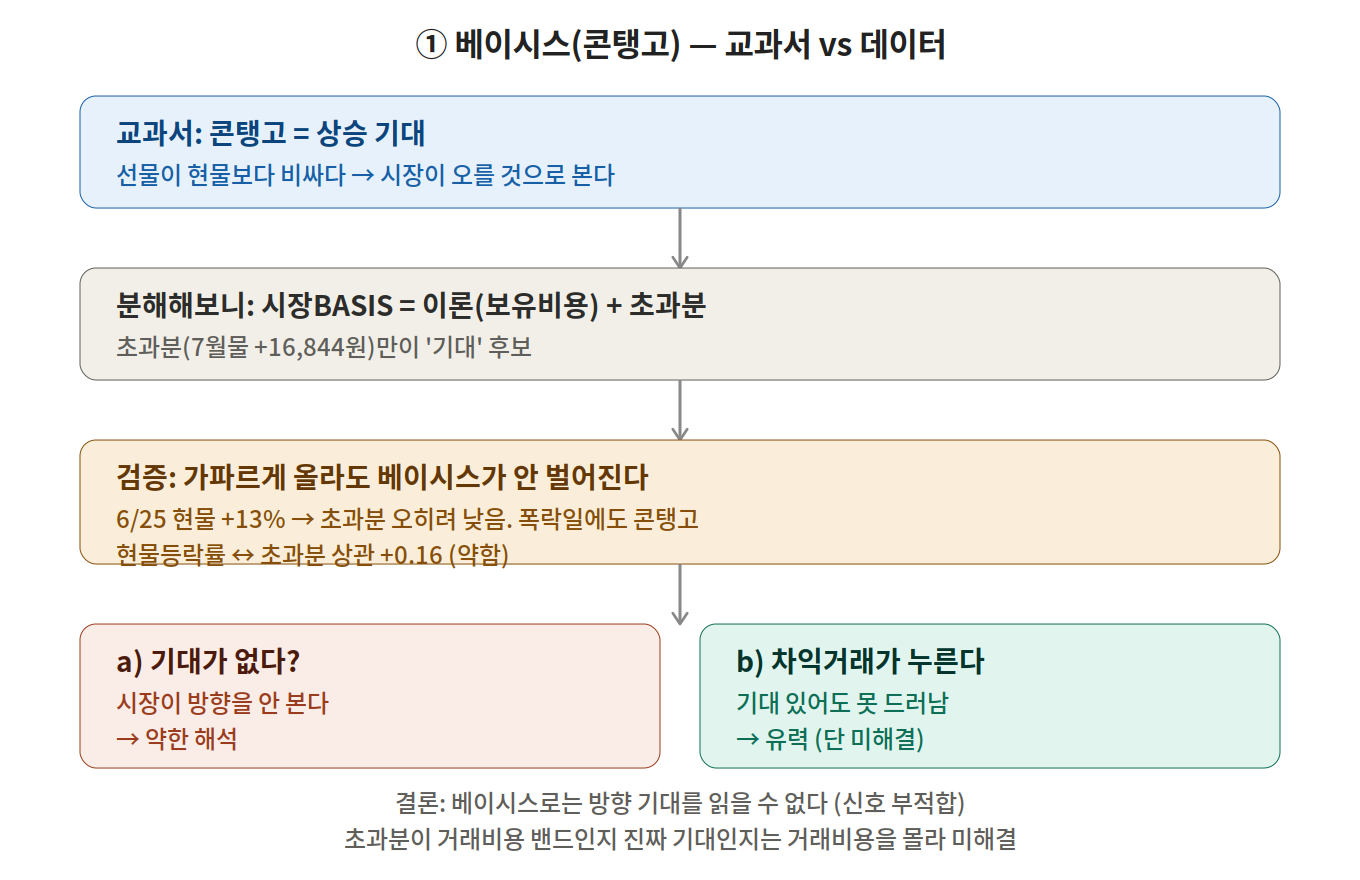 ① 베이시스(콘탱고) — 교과서 vs 데이터
교과서: 콘탱고 = 상승 기대
선물이 현물보다 비싸다 → 시장이 오를 것으로 본다
분해해보니: 시장BASIS = 이론(보유비용) + 초과분
초과분(7월물 +16,844원)만이 '기대' 후보
검증: 가파르게 올라도 베이시스가 안 벌어진다
6/25 현물 +13% → 초과분 오히려 낮음. 폭락일에도 콘탱고
현물등락률 ↔ 초과분 상관 +0.16 (약함)
a) 기대가 없다?
시장이 방향을 안 본다
→ 약한 해석
b) 차익거래가 누른다
기대 있어도 못 드러남
→ 유력 (단 미해결)
결론: 베이시스로는 방향 기대를 읽을 수 없다 (신호 부적합)
초과분이 거래비용 밴드인지 진짜 기대인지는 거래비용을 몰라 미해결